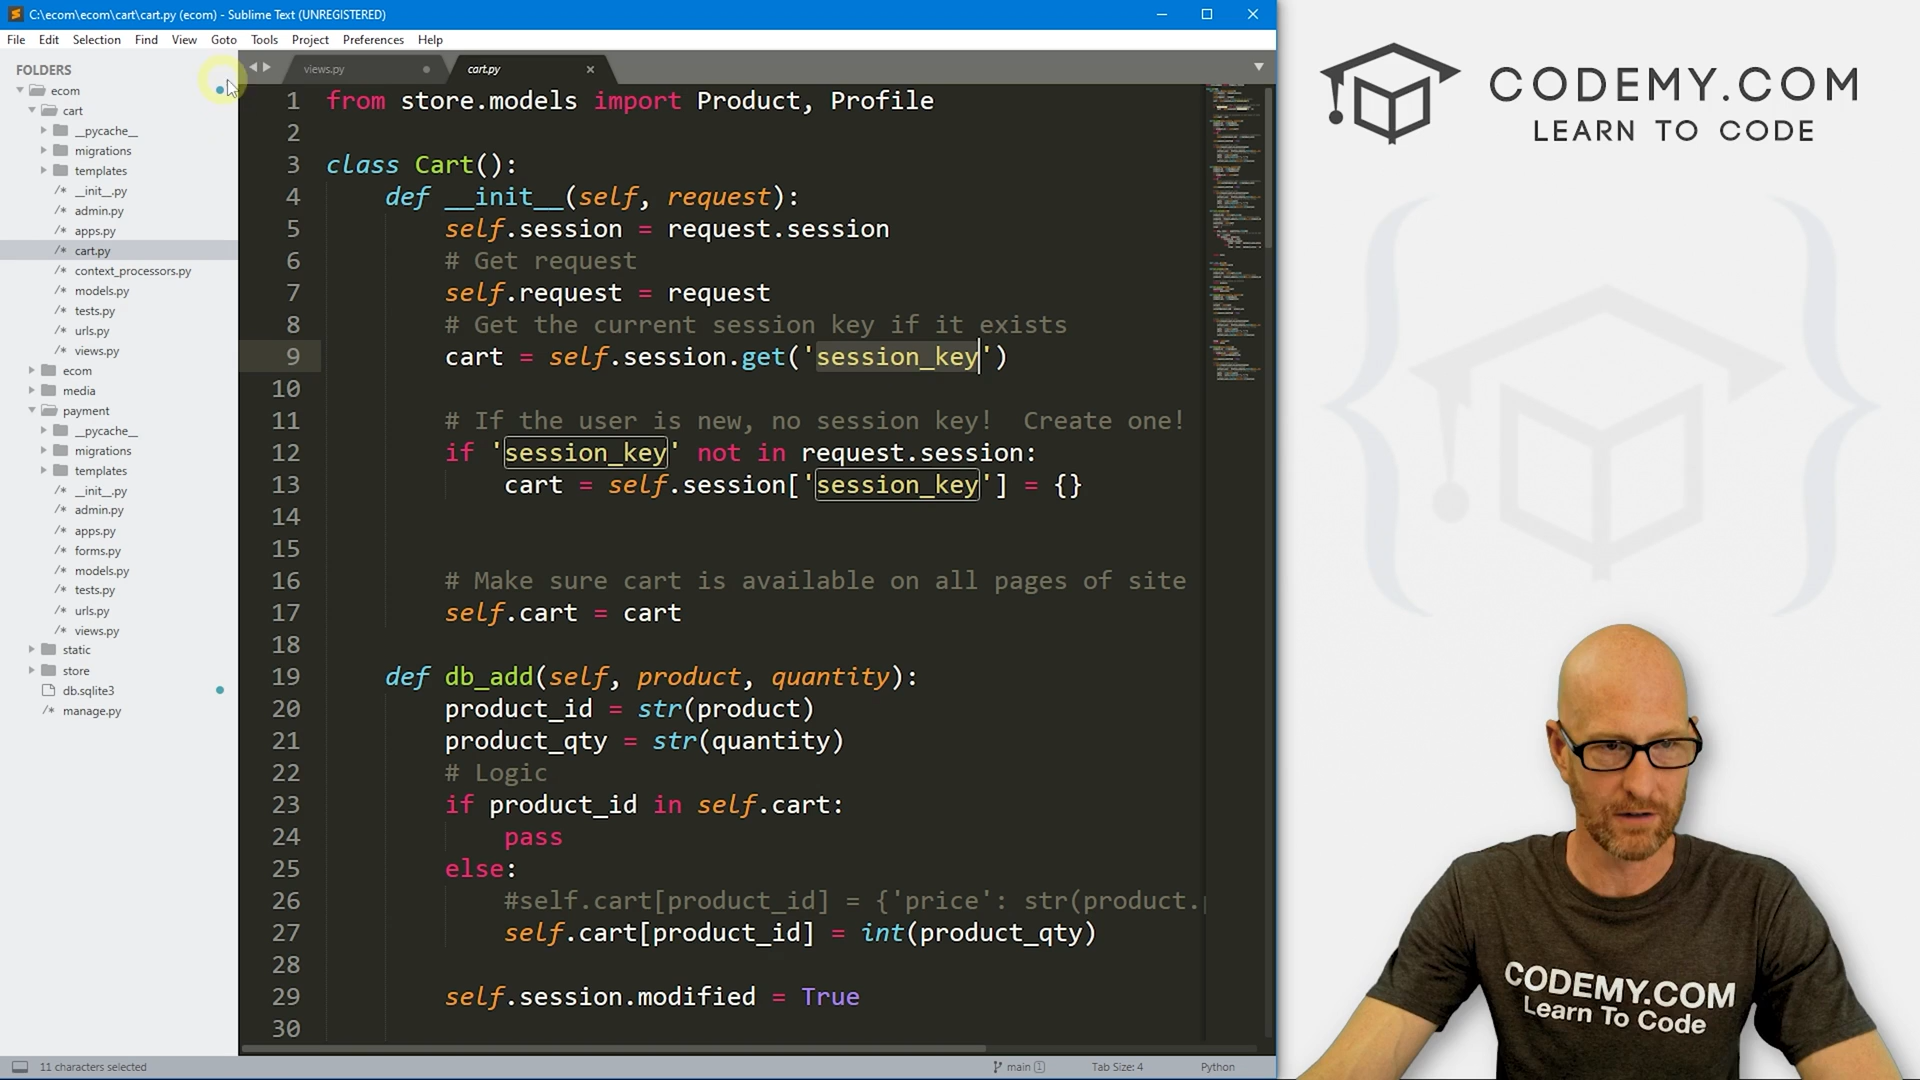 C:\ecom\ecom\cart\cart.py (ecom) - Sublime Text (UNREGISTERED)
File Edit Selection Find View Goto Tools Project Preferences Help
FOLDERS
ecom
cart
__pycache__
migrations
templates
__init__.py
admin.py
apps.py
cart.py
context_processors.py
models.py
tests.py
urls.py
views.py
ecom
media
payment
__pycache__
migrations
templates
__init__.py
admin.py
apps.py
forms.py
models.py
tests.py
urls.py
views.py
static
store
db.sqlite3
manage.py
views.py cart.py
1 from store.models import Product, Profile
2
3 class Cart():
4 def __init__(self, request):
5 self.session = request.session
6 # Get request
7 self.request = request
8 # Get the current session key if it exists
9 cart = self.session.get('session_key')
10
11 # If the user is new, no session key! Create one!
12 if 'session_key' not in request.session:
13 cart = self.session['session_key'] = {}
14
15
16 # Make sure cart is available on all pages of site
17 self.cart = cart
18
19 def db_add(self, product, quantity):
20 product_id = str(product)
21 product_qty = str(quantity)
22 # Logic
23 if product_id in self.cart:
24 pass
25 else:
26 #self.cart[product_id] = {'price': str(product.
27 self.cart[product_id] = int(product_qty)
28
29 self.session.modified = True
30
11 characters selected
main 1
Tab Size: 4
Python
CODEMY.COM
LEARN TO CODE
CODEMY.COM
Learn To Code